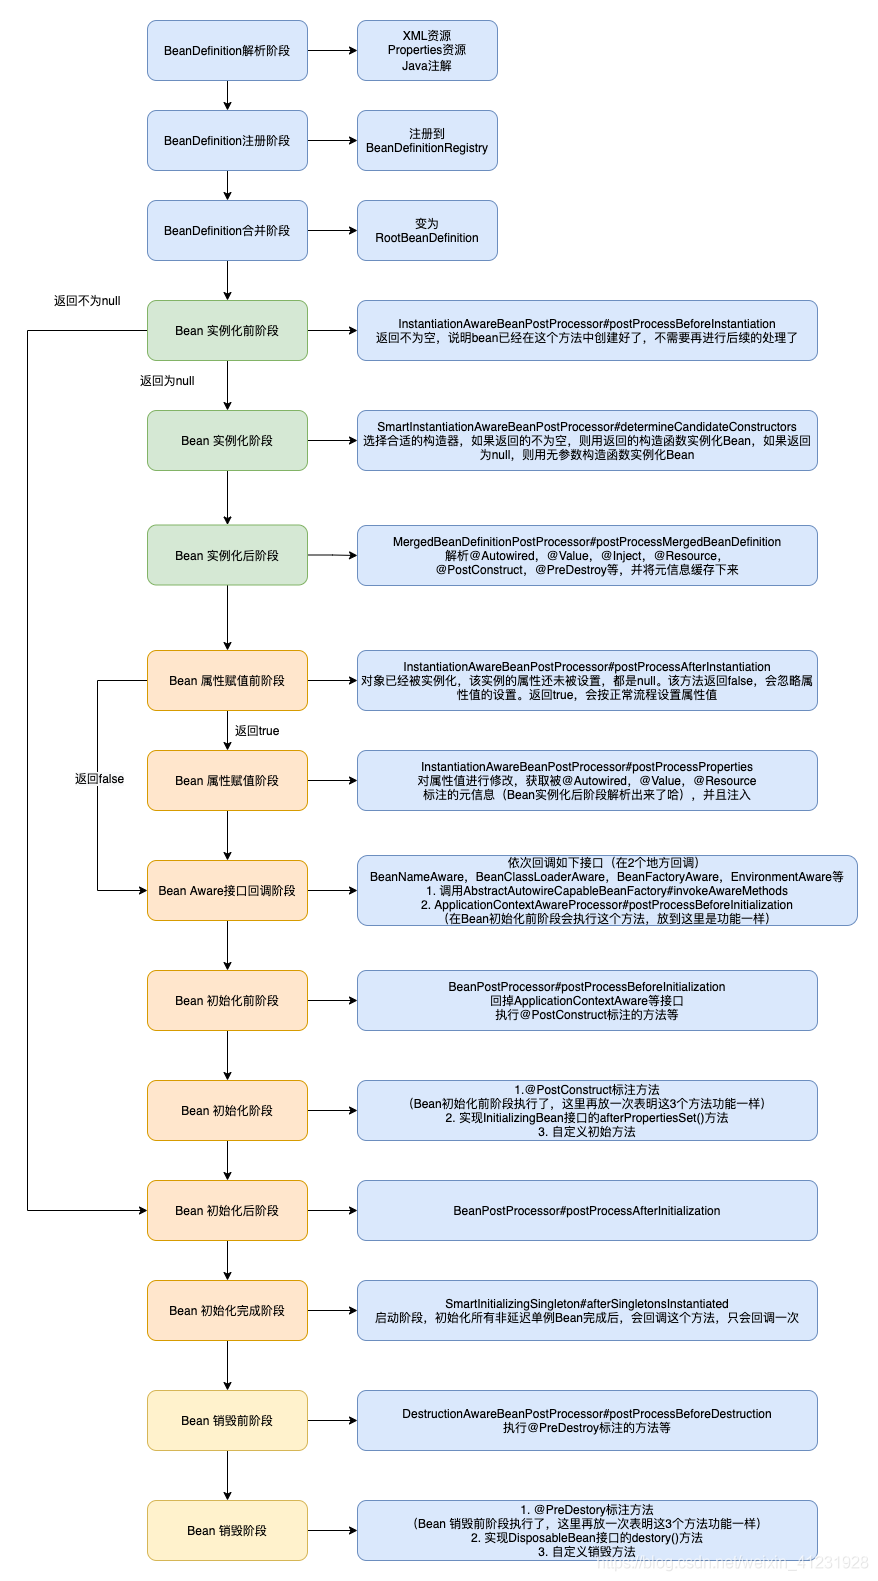 BeanDefinition解析阶段
XML资源
Properties资源
Java注解
BeanDefinition注册阶段
注册到
BeanDefinitionRegistry
BeanDefinition合并阶段
变为
RootBeanDefinition
返回不为null
Bean 实例化前阶段
InstantiationAwareBeanPostProcessor#postProcessBeforeInstantiation
返回不为空，说明bean已经在这个方法中创建好了，不需要再进行后续的处理了
返回为null
Bean 实例化阶段
SmartInstantiationAwareBeanPostProcessor#determineCandidateConstructors
选择合适的构造器，如果返回的不为空，则用返回的构造函数实例化Bean，如果返回
为null，则用无参数构造函数实例化Bean
Bean 实例化后阶段
MergedBeanDefinitionPostProcessor#postProcessMergedBeanDefinition
解析@Autowired，@Value，@Inject，@Resource，
@PostConstruct，@PreDestroy等，并将元信息缓存下来
Bean 属性赋值前阶段
InstantiationAwareBeanPostProcessor#postProcessAfterInstantiation
对象已经被实例化，该实例的属性还未被设置，都是null。该方法返回false，会忽略属
性值的设置。返回true，会按正常流程设置属性值
返回true
返回false
Bean 属性赋值阶段
InstantiationAwareBeanPostProcessor#postProcessProperties
对属性值进行修改，获取被@Autowired，@Value，@Resource
标注的元信息（Bean实例化后阶段解析出来了哈），并且注入
Bean Aware接口回调阶段
依次回调如下接口（在2个地方回调）
BeanNameAware，BeanClassLoaderAware，BeanFactoryAware，EnvironmentAware等
1. 调用AbstractAutowireCapableBeanFactory#invokeAwareMethods
2. ApplicationContextAwareProcessor#postProcessBeforeInitialization
（在Bean初始化前阶段会执行这个方法，放到这里是功能一样）
Bean 初始化前阶段
BeanPostProcessor#postProcessBeforeInitialization
回掉ApplicationContextAware等接口
执行@PostConstruct标注的方法等
Bean 初始化阶段
1.@PostConstruct标注方法
（Bean初始化前阶段执行了，这里再放一次表明这3个方法功能一样）
2. 实现InitializingBean接口的afterPropertiesSet()方法
3. 自定义初始方法
Bean 初始化后阶段
BeanPostProcessor#postProcessAfterInitialization
Bean 初始化完成阶段
SmartInitializingSingleton#afterSingletonsInstantiated
启动阶段，初始化所有非延迟单例Bean完成后，会回调这个方法，只会回调一次
Bean 销毁前阶段
DestructionAwareBeanPostProcessor#postProcessBeforeDestruction
执行@PreDestroy标注的方法等
Bean 销毁阶段
1. @PreDestory标注方法
（Bean 销毁前阶段执行了，这里再放一次表明这3个方法功能一样）
2. 实现DisposableBean接口的destory()方法
3. 自定义销毁方法
https://blog.csdn.net/weixin_41231928